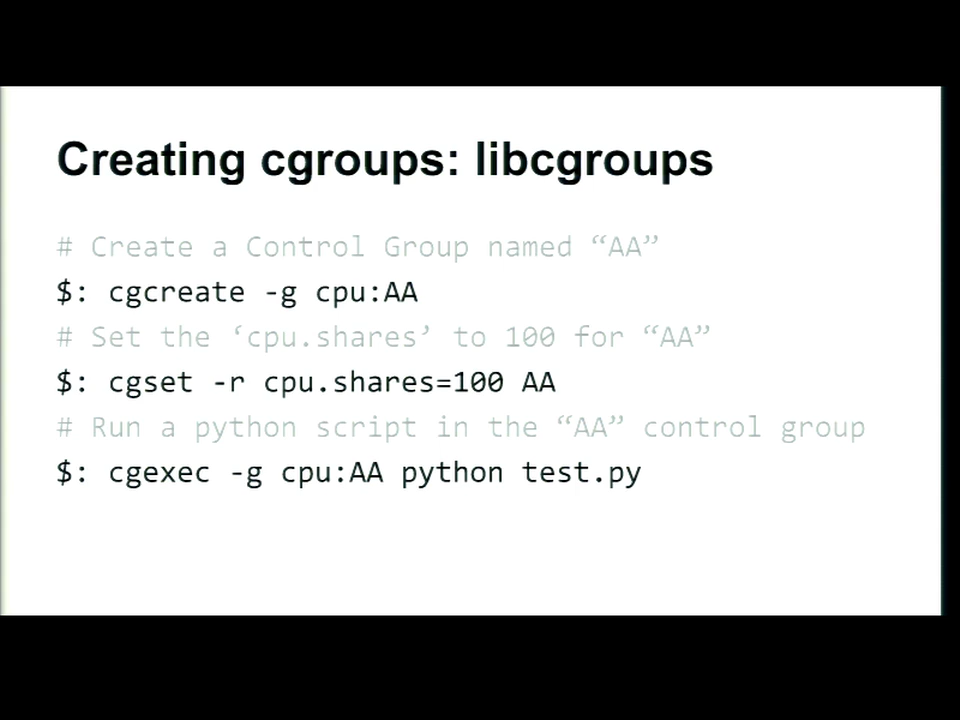 Creating cgroups: libcgroups
# Create a Control Group named “AA”
$: cgcreate -g cpu:AA
# Set the ‘cpu.shares’ to 100 for “AA”
$: cgset -r cpu.shares=100 AA
# Run a python script in the “AA” control group
$: cgexec -g cpu:AA python test.py